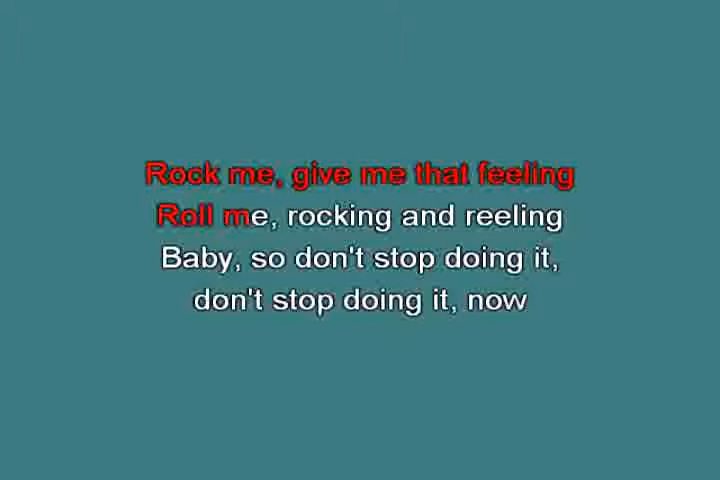 Rock me, give me that feeling
Roll me, rocking and reeling
Baby, so don't stop doing it,
don't stop doing it, now